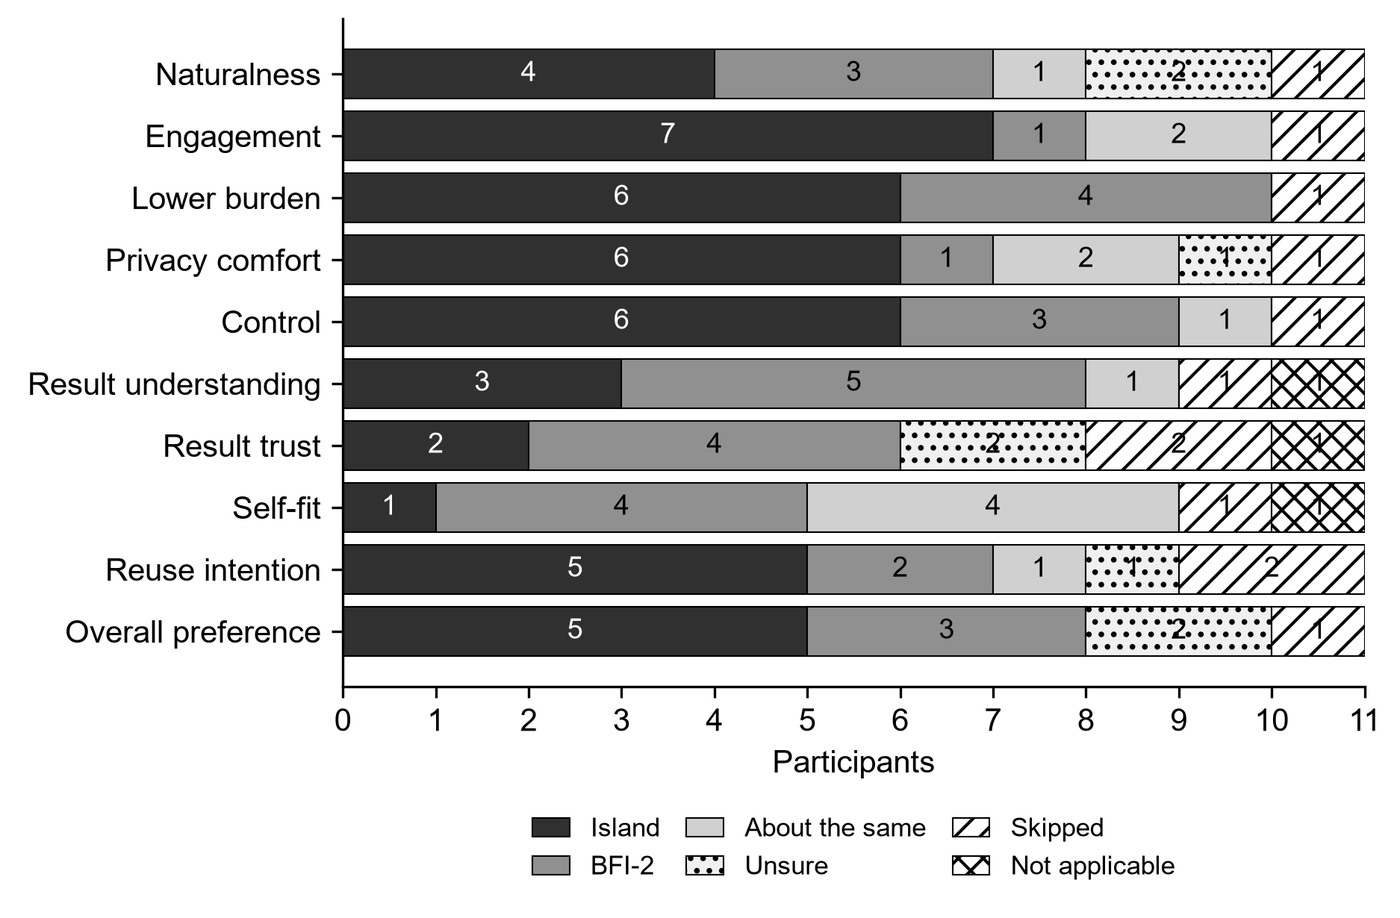 Naturalness 4 3 1 2 1
Engagement 7 1 2 1
Lower burden 6 4 1
Privacy comfort 6 1 2 1 1
Control 6 3 1 1
Result understanding 3 5 1 1 1
Result trust 2 4 2 2 1
Self-fit 1 4 4 1 1
Reuse intention 5 2 1 1 2
Overall preference 5 3 2 1
0 1 2 3 4 5 6 7 8 9 10 11
Participants
Island About the same Skipped
BFI-2 Unsure Not applicable